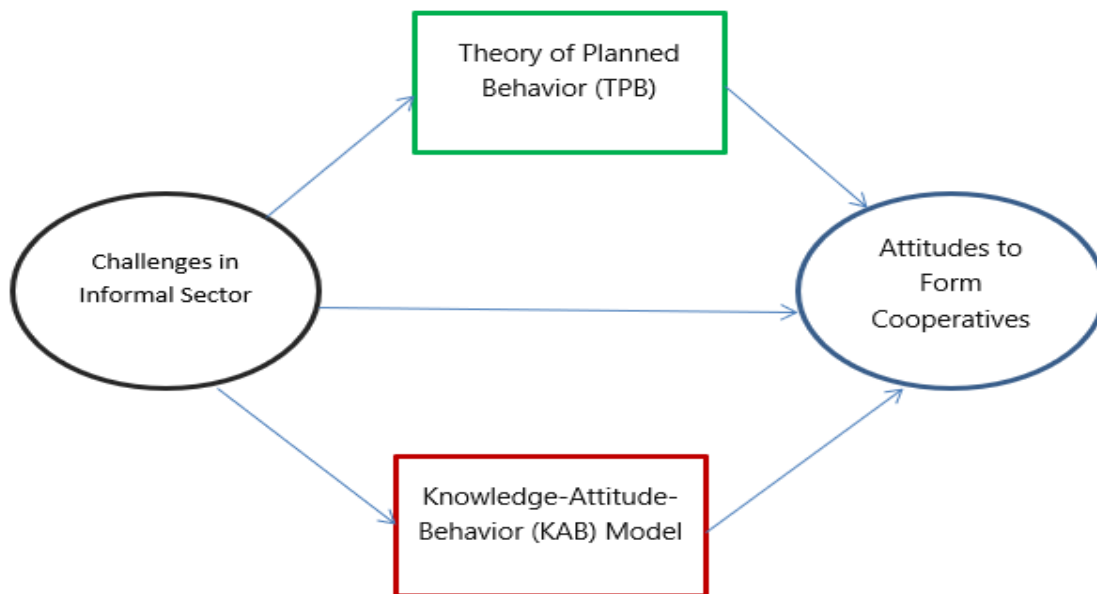 Theory of Planned
Behavior (TPB)
Challenges in
Informal Sector
Attitudes to
Form
Cooperatives
Knowledge-Attitude-
Behavior (KAB) Model